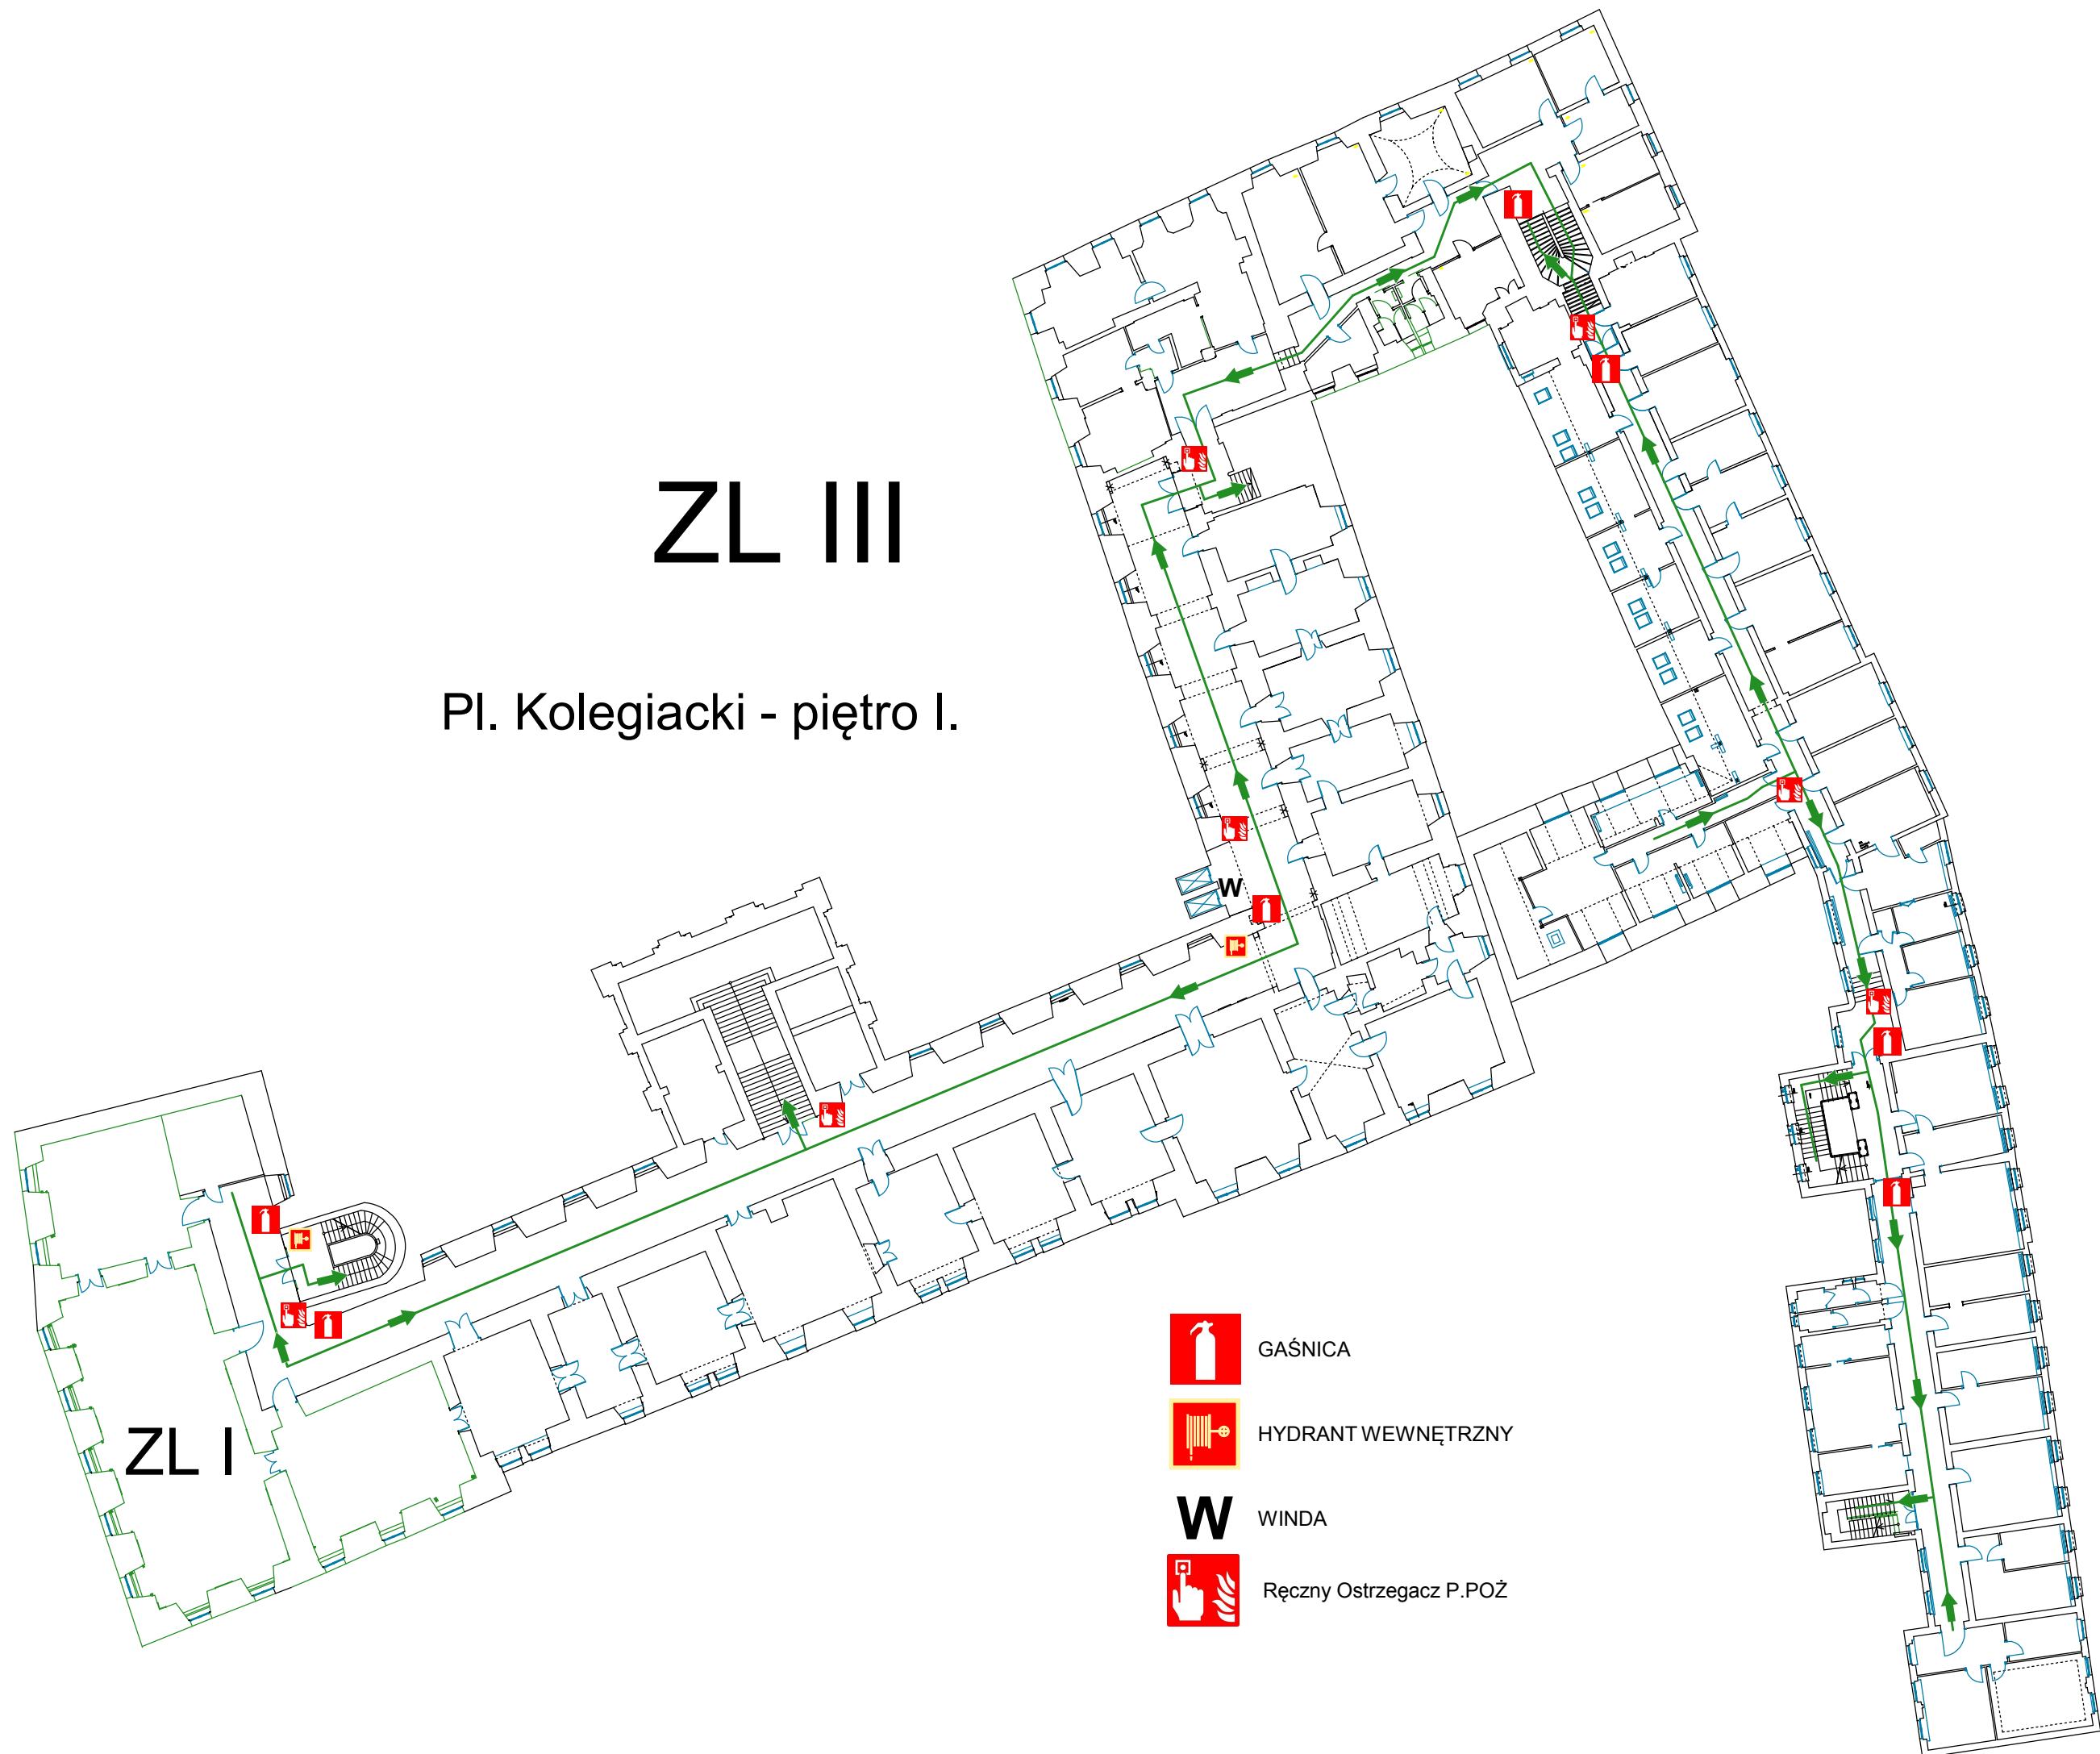 ZL III
Pl. Kolegiacki - piętro I.
W
ZL I
GAŚNICA
HYDRANT WEWNĘTRZNY
W WINDA
Ręczny Ostrzegacz P.POŻ